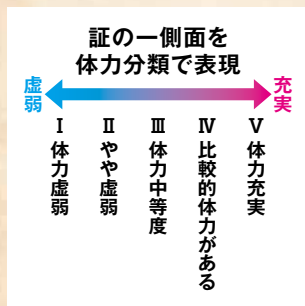 証の一側面を
体力分類で表現
虚弱
充実
Ⅰ 体力虚弱
Ⅱ やや虚弱
Ⅲ 体力中等度
Ⅳ 比較的体力がある
Ⅴ 体力充実